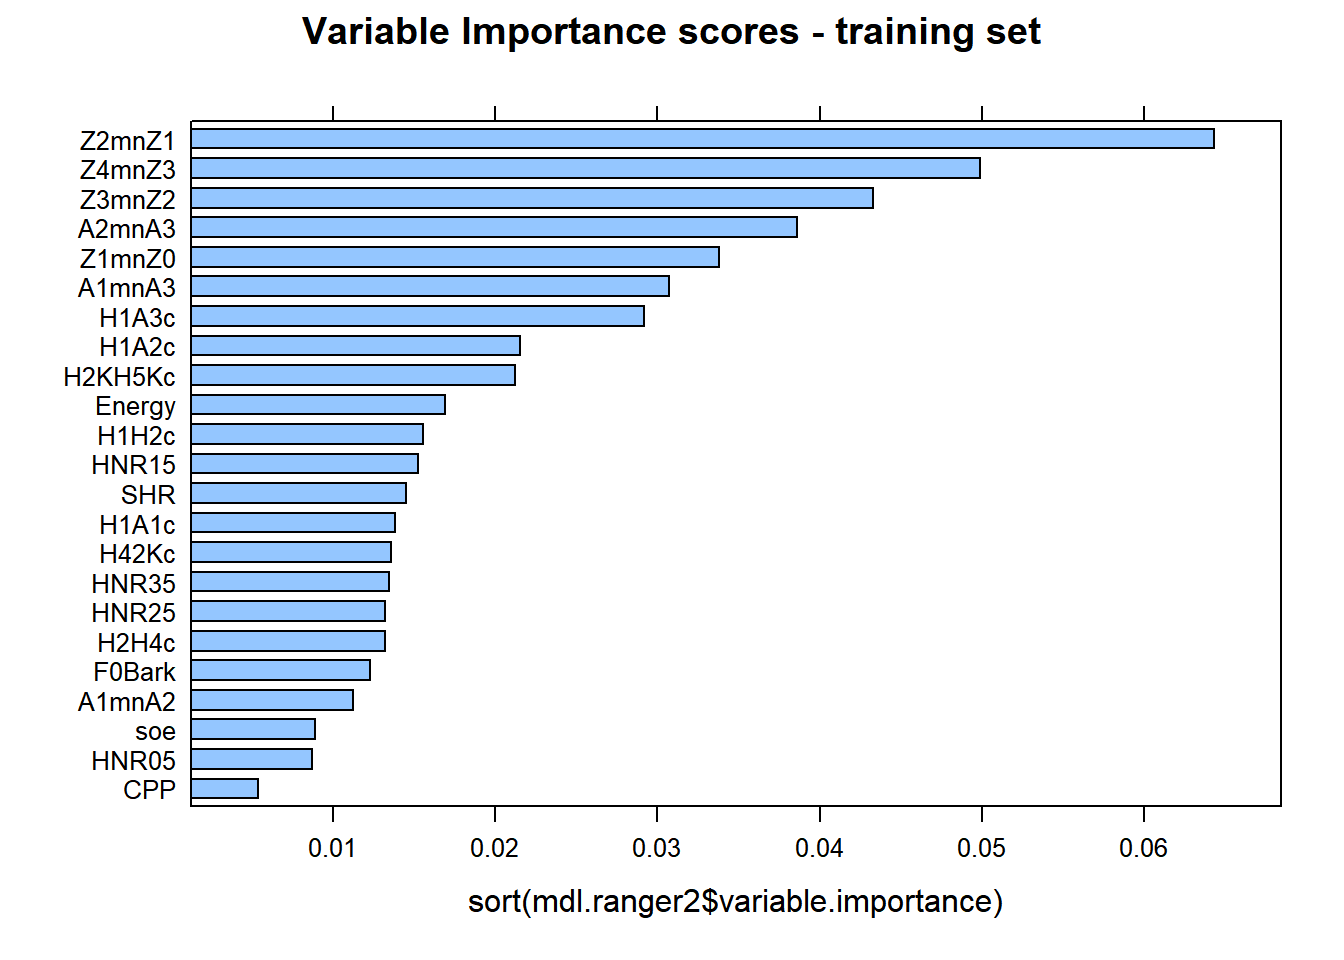 Variable Importance scores - training set
Z2mnZ1
Z4mnZ3
Z3mnZ2
A2mnA3
Z1mnZ0
A1mnA3
H1A3c
H1A2c
H2KH5Kc
Energy
H1H2c
HNR15
SHR
H1A1c
H42Kc
HNR35
HNR25
H2H4c
F0Bark
A1mnA2
soe
HNR05
CPP
0.01 0.02 0.03 0.04 0.05 0.06
sort(mdl.ranger2$variable.importance)